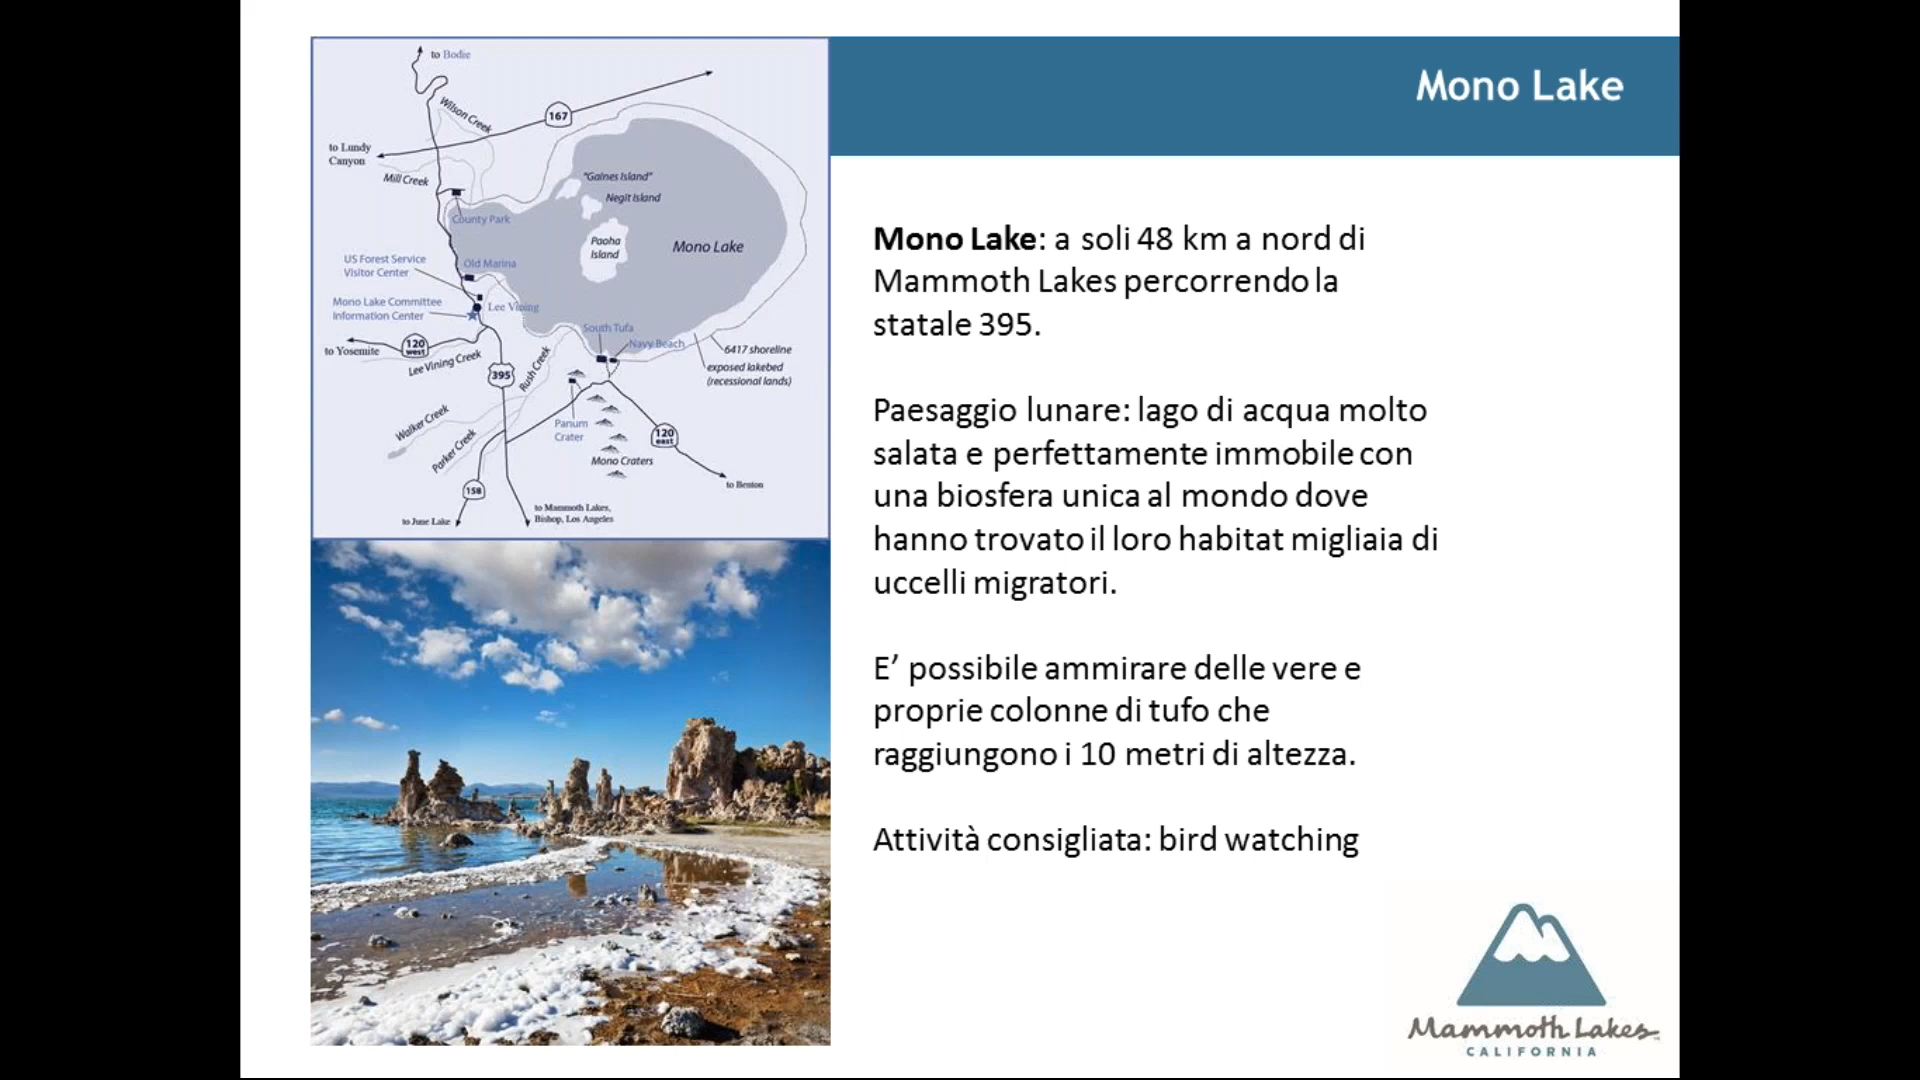 Mono Lake
to Bodie
Wilson Creek
167
to Lundy
Canyon
Mill Creek
"Gaines Island"
Negit Island
County Park
Paoha
Island
Mono Lake
US Forest Service
Visitor Center
Old Marina
Mono Lake Committee
Information Center
Lee Vining
South Tufa
Navy Beach
to Yosemite
120
west
Lee Vining Creek
395
Rush Creek
6417 shoreline
exposed lakebed
(recessional lands)
Walker Creek
Parker Creek
Panum
Crater
120
east
Mono Craters
158
to Benton
to June Lake
to Mammoth Lakes,
Bishop, Los Angeles
Mono Lake: a soli 48 km a nord di
Mammoth Lakes percorrendo la
statale 395.
Paesaggio lunare: lago di acqua molto
salata e perfettamente immobile con
una biosfera unica al mondo dove
hanno trovato il loro habitat migliaia di
uccelli migratori.
E' possibile ammirare delle vere e
proprie colonne di tufo che
raggiungono i 10 metri di altezza.
Attività consigliata: bird watching
Mammoth Lakes
CALIFORNIA